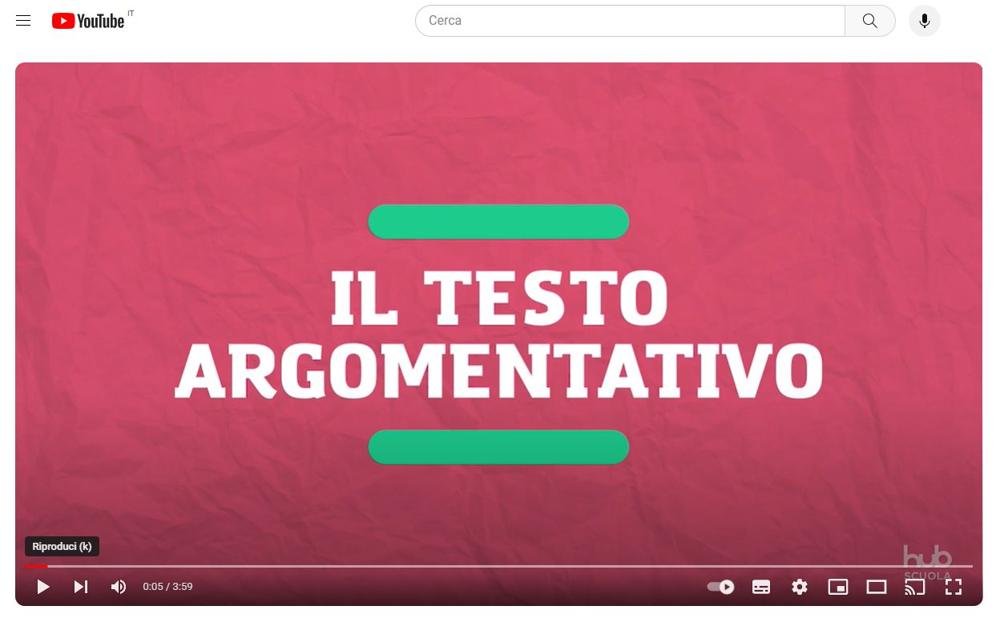 YouTube IT
Cerca
IL TESTO
ARGOMENTATIVO
Riproduci (k)
hub
SCUOLA
0:05 / 3:59